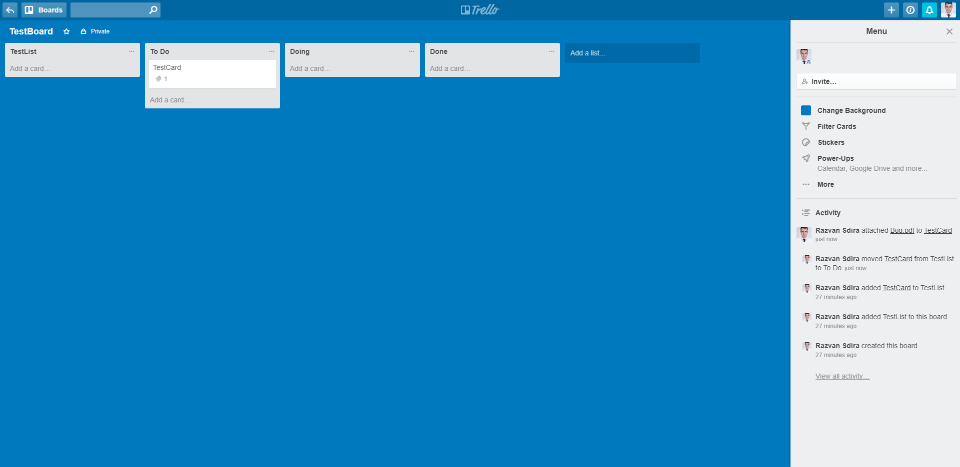 Boards
Trello
TestBoard
Private
TestList
Add a card...
To Do
TestCard
1
Add a card...
Doing
Add a card...
Done
Add a card...
Add a list...
Menu
Invite...
Change Background
Filter Cards
Stickers
Power-Ups
Calendar, Google Drive and more...
More
Activity
Razvan Sdira attached Bug.pdf to TestCard
just now
Razvan Sdira moved TestCard from TestList
to To Do just now
Razvan Sdira added TestCard to TestList
27 minutes ago
Razvan Sdira added TestList to this board
27 minutes ago
Razvan Sdira created this board
27 minutes ago
View all activity...